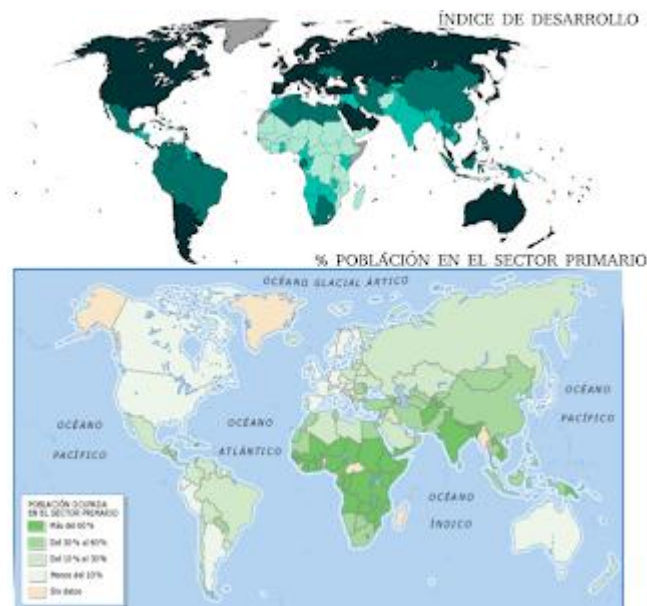 ÍNDICE DE DESARROLLO
% POBLÁCIÓN EN EL SECTOR PRIMARIO
OCÉANO GLACIAL ÁRTICO
OCÉANO
PACÍFICO
OCÉANO
ATLÁNTICO
OCÉANO
PACÍFICO
OCÉANO
ÍNDICO
POBLACIÓN OCUPADA
EN EL SECTOR PRIMARIO
Más del 60%
Del 30% al 60%
Del 10% al 30%
Menos del 10%
Sin datos